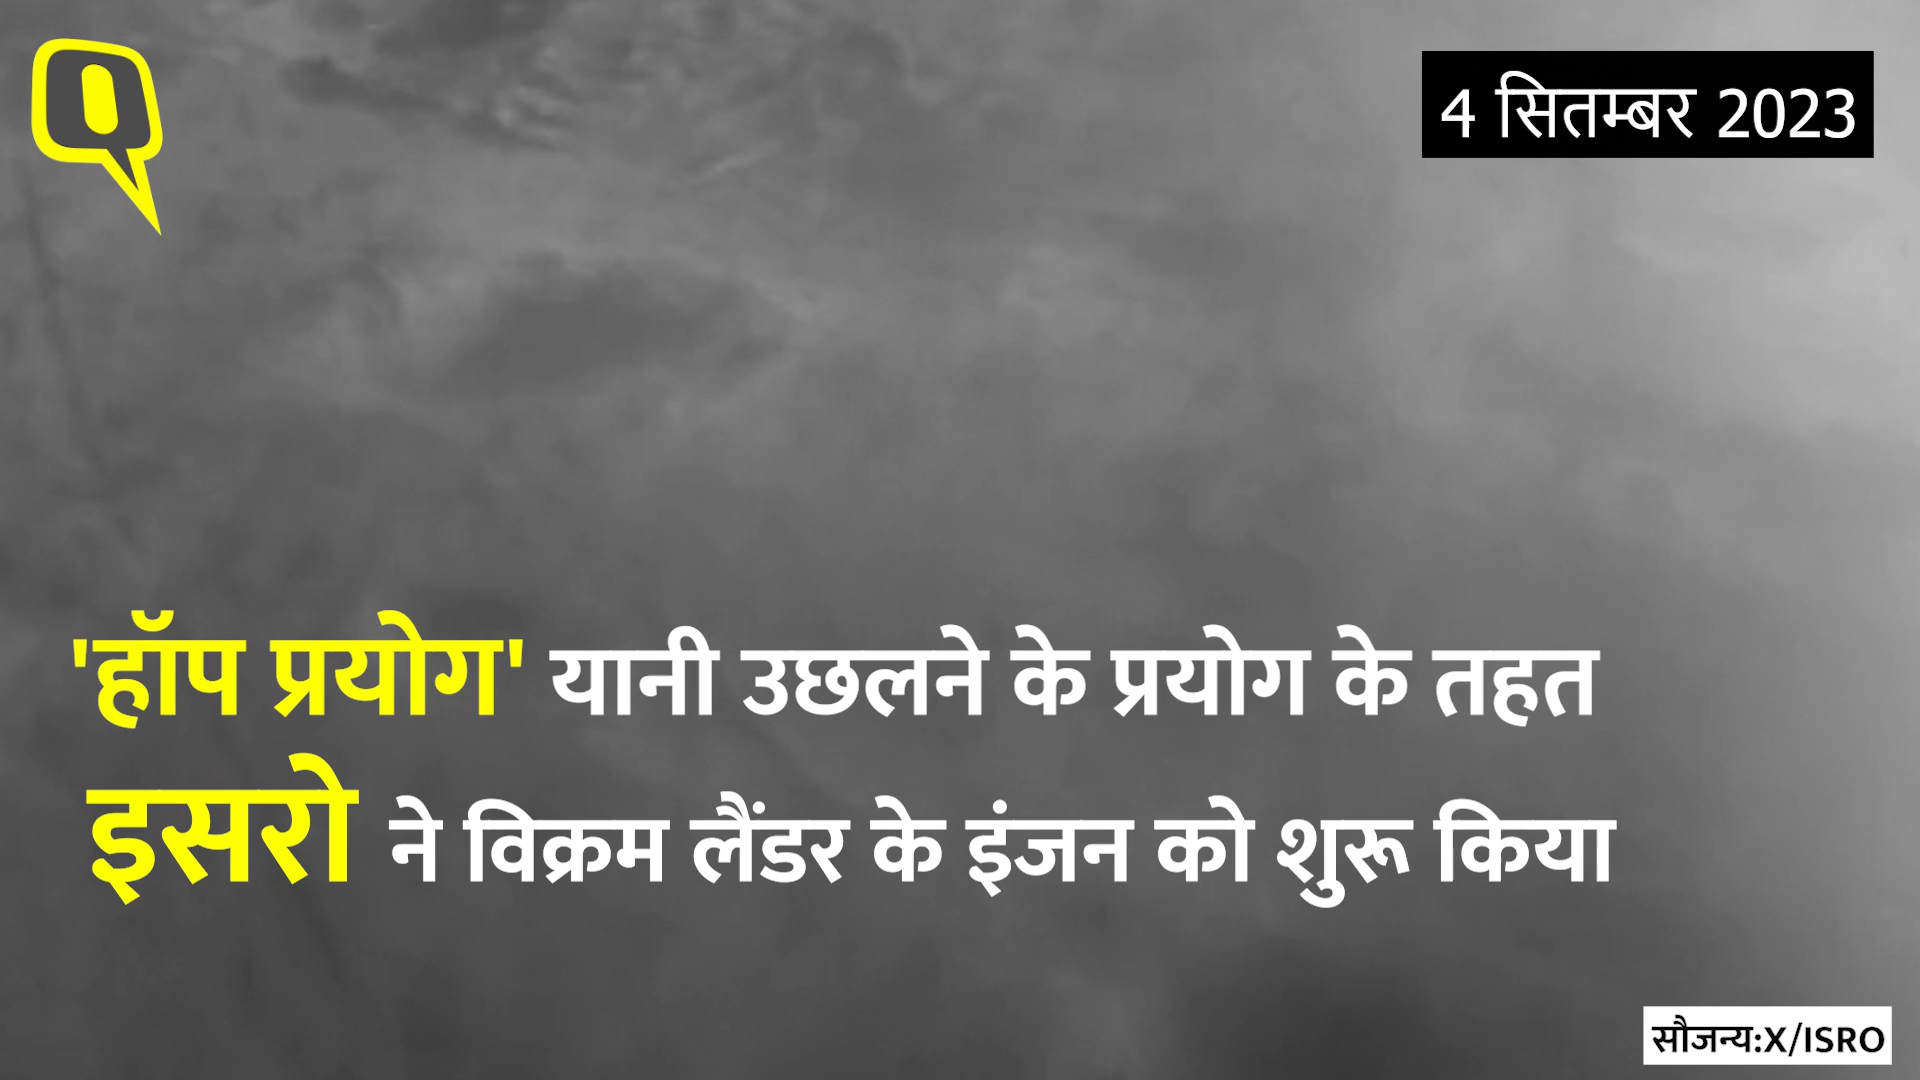 4 सितम्बर 2023
'हॉप प्रयोग' यानी उछलने के प्रयोग के तहत
इसरो ने विक्रम लैंडर के इंजन को शुरू किया
सौजन्य:X/ISRO